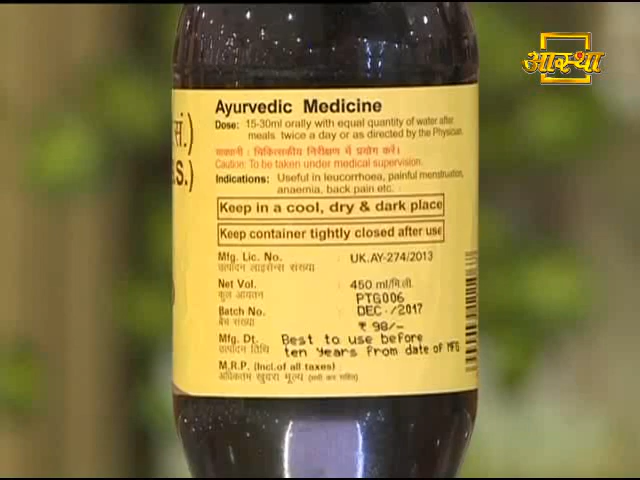 आस्था
सं.)
.S.)
Ayurvedic Medicine
Dose: 15-30ml orally with equal quantity of water after
meals twice a day or as directed by the Physician.
सावधानी : चिकित्सकीय निरीक्षण में प्रयोग करें।
Caution: To be taken under medical supervision.
Indications: Useful in leucorrhoea, painful menstruation,
anaemia, back pain etc.
Keep in a cool, dry & dark place
Keep container tightly closed after use
Mfg. Lic. No. : UK.AY-274/2013
उत्पादन लाइसेन्स संख्या
Net Vol. : 450 ml/मि.ली.
कुल आयतन
PTG006
Batch No. : DEC-/2017
बैच संख्या
₹ 98/-
Mfg. Dt. : Best to use before
उत्पादन तिथि ten years from date of MFG
M.R.P. (Incl.of all taxes) :
अधिकतम खुदरा मूल्य (सभी कर सहित)